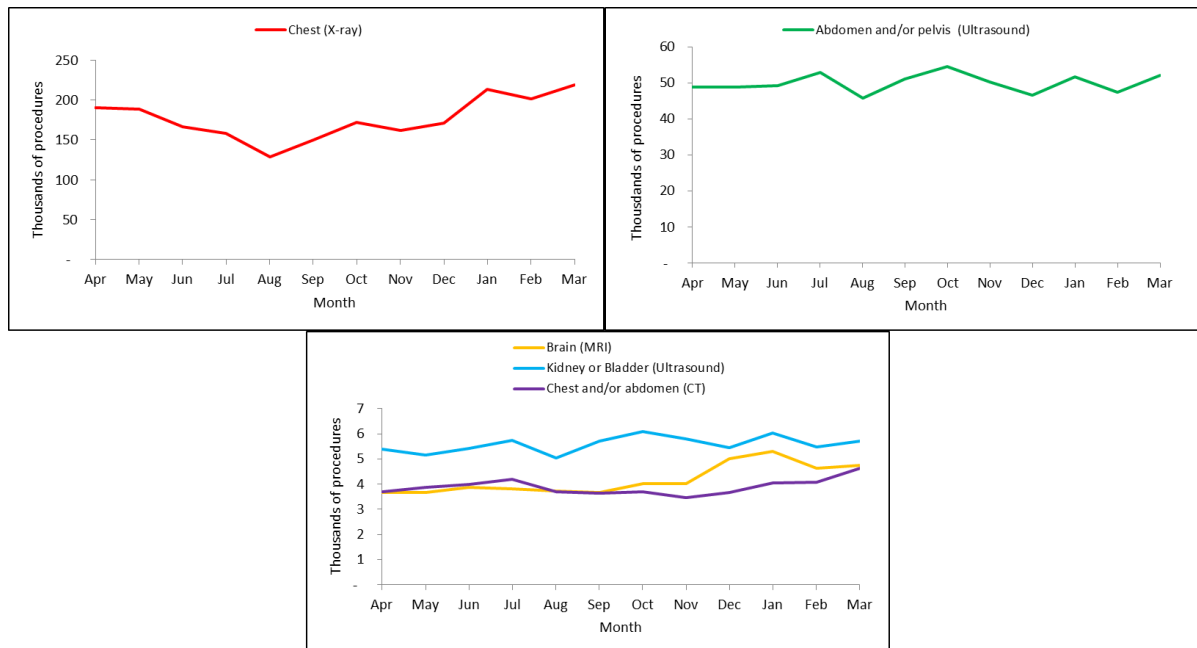 Chest (X-ray)
250
200
150
100
50
-
Thousands of procedures
Apr May Jun Jul Aug Sep Oct Nov Dec Jan Feb Mar
Month
Abdomen and/or pelvis (Ultrasound)
60
50
40
30
20
10
-
Thousdands of procedures
Apr May Jun Jul Aug Sep Oct Nov Dec Jan Feb Mar
Month
Brain (MRI)
Kidney or Bladder (Ultrasound)
Chest and/or abdomen (CT)
7
6
5
4
3
2
1
-
Thousands of procedures
Apr May Jun Jul Aug Sep Oct Nov Dec Jan Feb Mar
Month